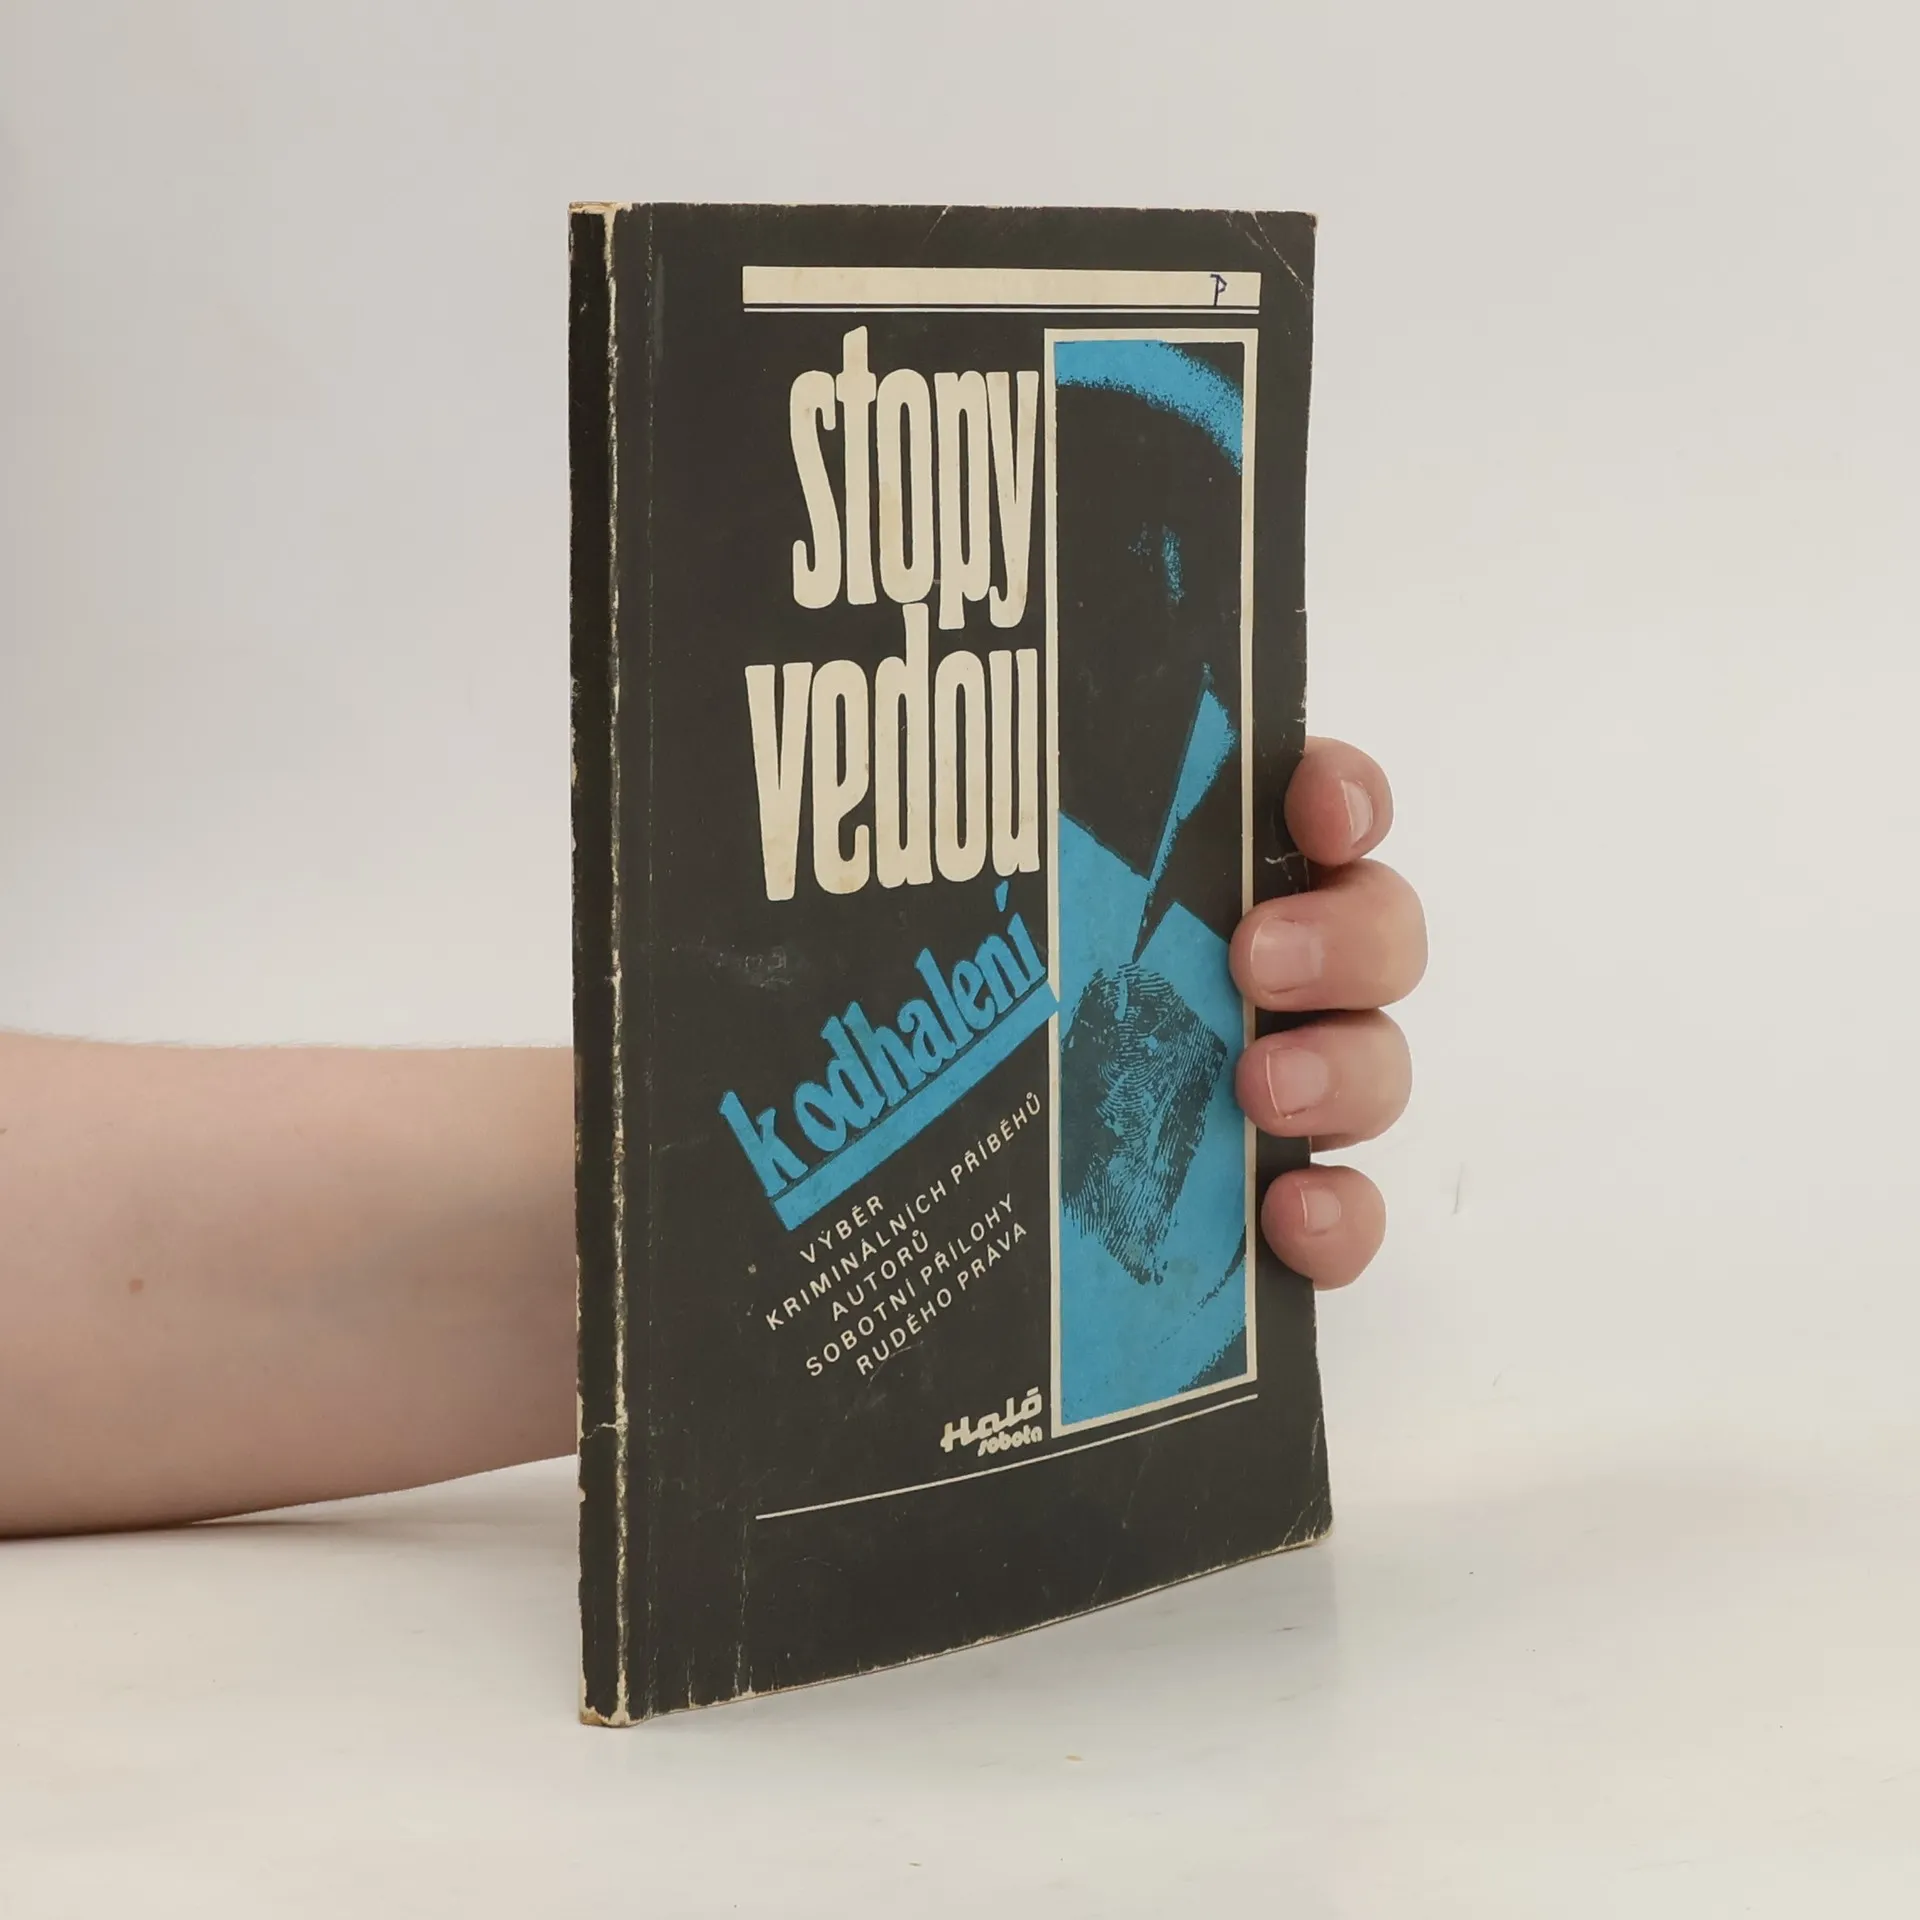 P
stopy
vedou
k odhalení
VÝBĚR
KRIMINÁLNÍCH PŘÍBĚHŮ
AUTORŮ
SOBOTNÍ PŘÍLOHY
RUDÉHO PRÁVA
Haló
sobota